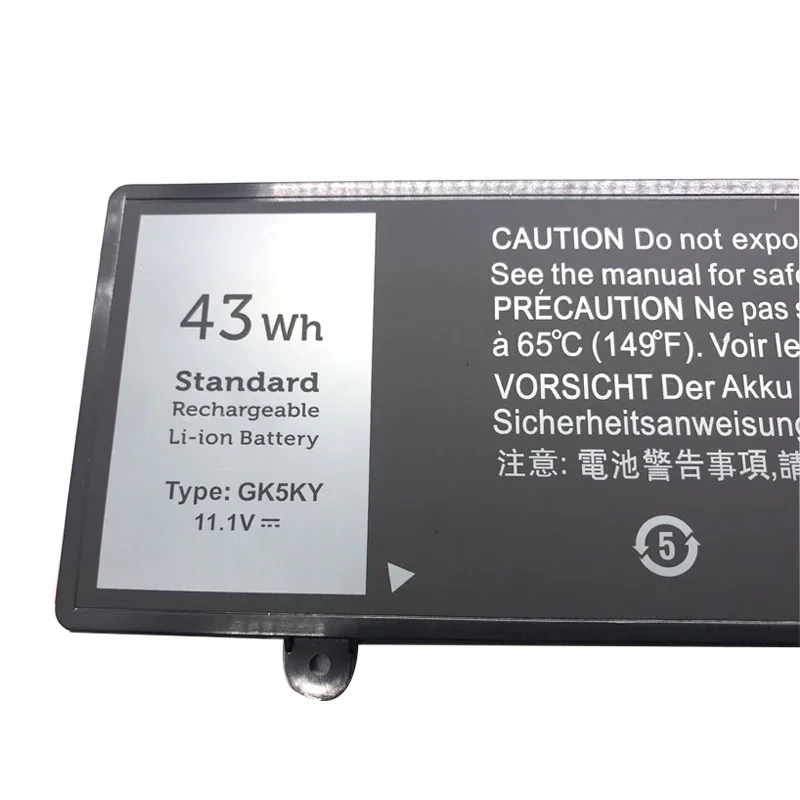 43 Wh
Standard
Rechargeable
Li-ion Battery
Type: GK5KY
11.1V ⎓
CAUTION Do not expo
See the manual for safe
PRÉCAUTION Ne pas
à 65°C (149°F). Voir le
VORSICHT Der Akku
Sicherheitsanweisung
注意: 電池警告事項,請
5